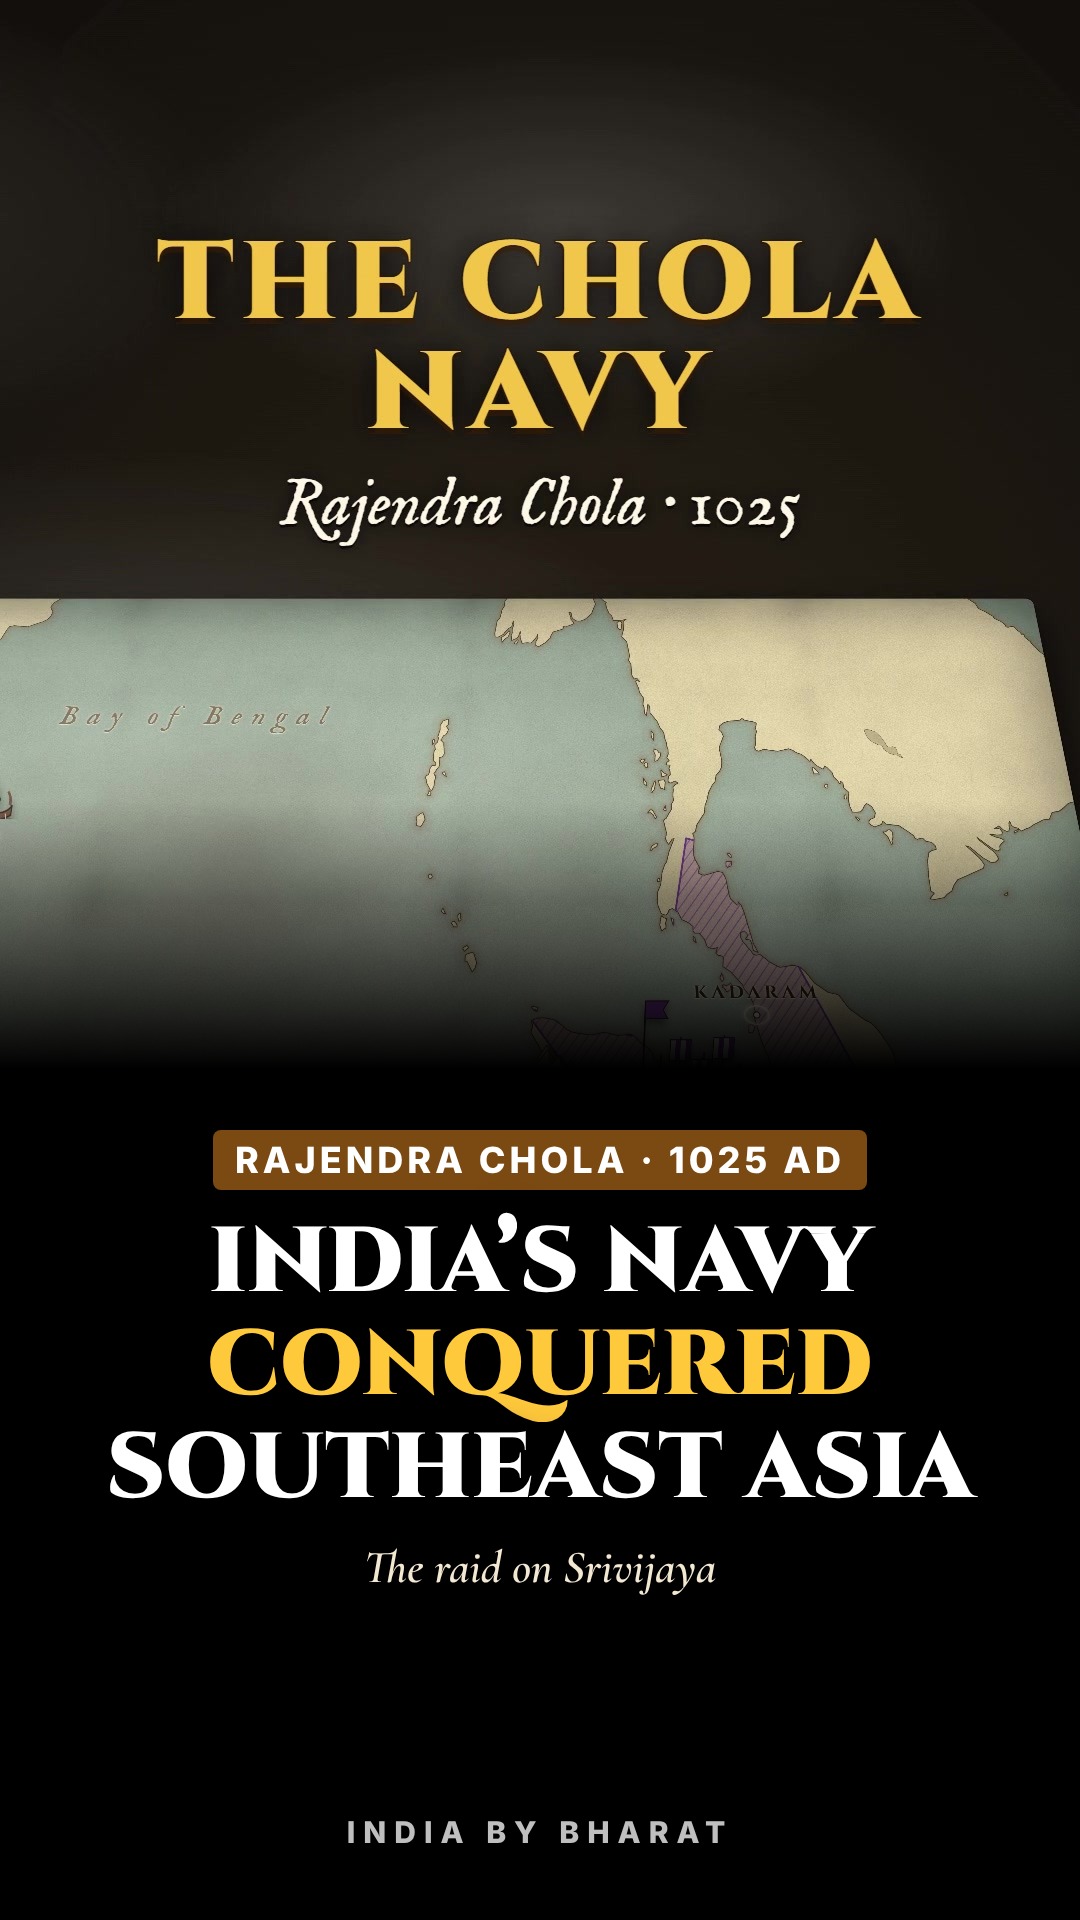 THE CHOLA
NAVY
Rajendra Chola · 1025
Bay of Bengal
KADARAM
RAJENDRA CHOLA · 1025 AD
INDIA’S NAVY
CONQUERED
SOUTHEAST ASIA
The raid on Srivijaya
INDIA BY BHARAT